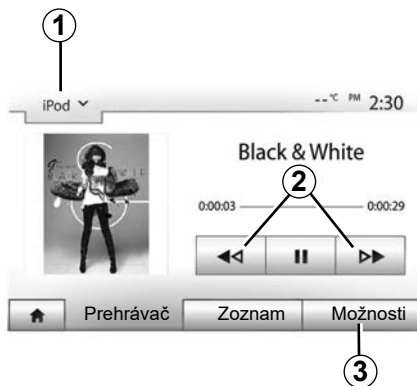 1
iPod
--°C PM 2:30
Black & White
2
0:00:03 0:00:29
Prehrávač Zoznam Možnosti
3